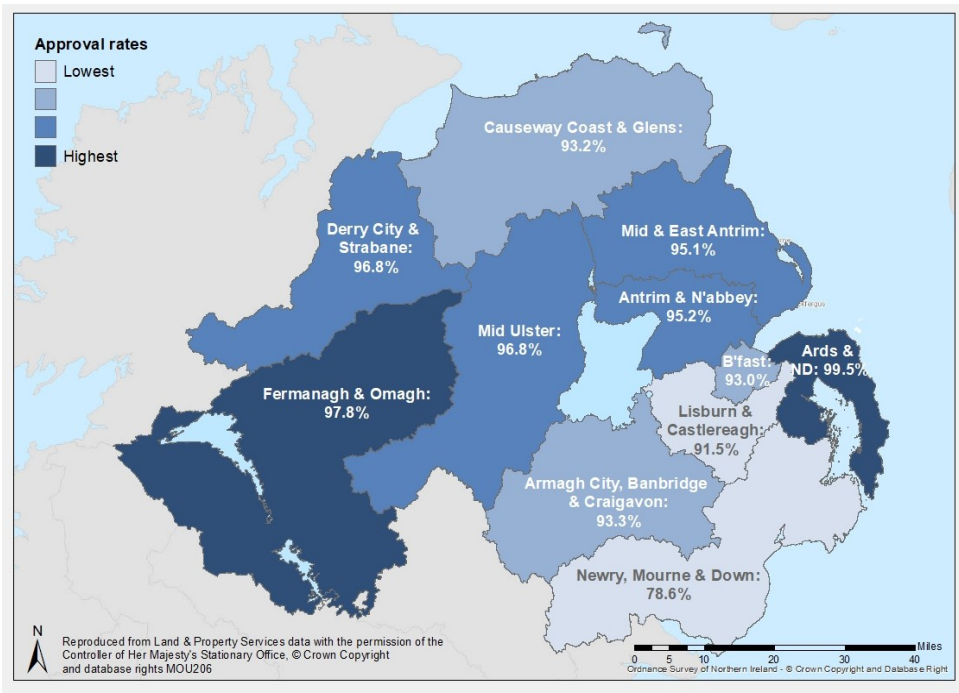 Approval rates
Lowest
Highest
Causeway Coast & Glens:
93.2%
Derry City &
Strabane:
96.8%
Mid & East Antrim:
95.1%
Antrim & N'abbey:
95.2%
Mid Ulster:
96.8%
B'fast:
93.0%
Ards &
ND: 99.5%
Fermanagh & Omagh:
97.8%
Lisburn &
Castlereagh:
91.5%
Armagh City, Banbridge
& Craigavon:
93.3%
Newry, Mourne & Down:
78.6%
N
Reproduced from Land & Property Services data with the permission of the
Controller of Her Majesty's Stationary Office, © Crown Copyright
and database rights MOU206
Miles
0 5 10 20 30 40
Ordnance Survey of Northern Ireland - © Crown Copyright and Database Right